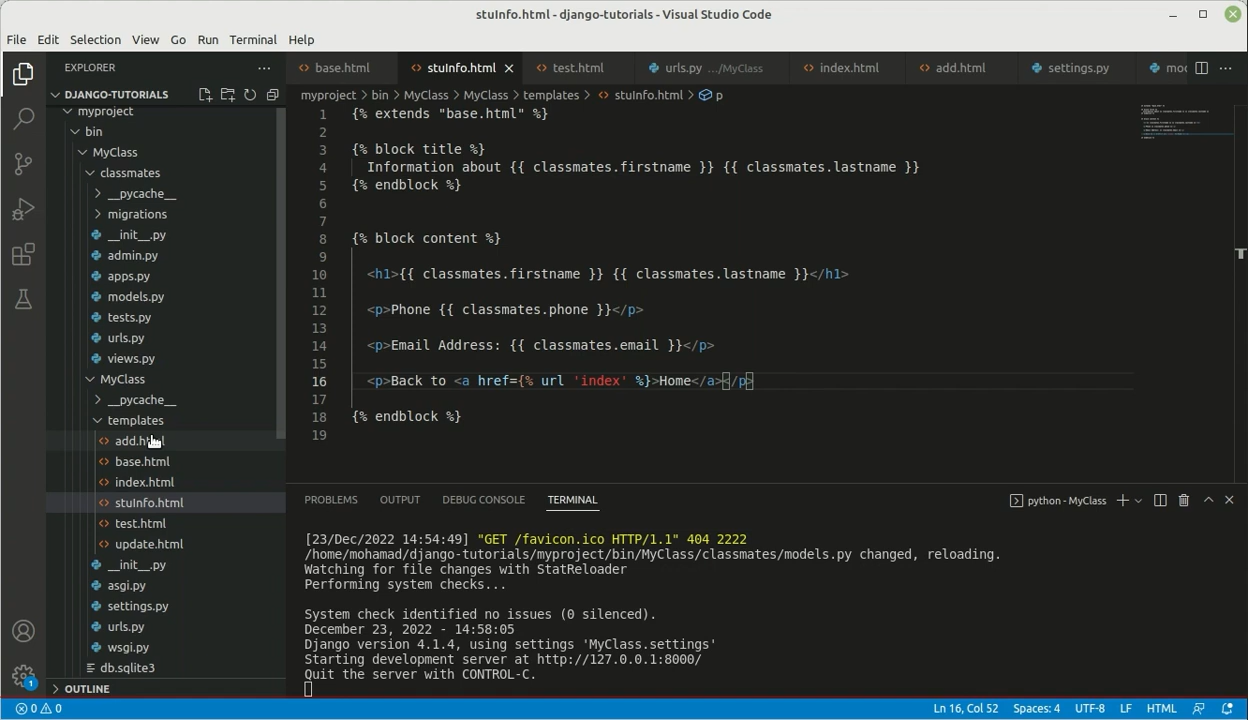 stuInfo.html - django-tutorials - Visual Studio Code
File Edit Selection View Go Run Terminal Help
EXPLORER
DJANGO-TUTORIALS
myproject
bin
MyClass
classmates
__pycache__
migrations
__init__.py
admin.py
apps.py
models.py
tests.py
urls.py
views.py
MyClass
__pycache__
templates
base.html
index.html
stuInfo.html
test.html
update.html
__init__.py
asgi.py
settings.py
urls.py
wsgi.py
db.sqlite3
OUTLINE
base.html stuInfo.html test.html urls.py .../MyClass index.html add.html settings.py
myproject > bin > MyClass > MyClass > templates > stuInfo.html > p
1 {% extends "base.html" %}
2
3 {% block title %}
4 Information about {{ classmates.firstname }} {{ classmates.lastname }}
5 {% endblock %}
6
7
8 {% block content %}
9
10 <h1>{{ classmates.firstname }} {{ classmates.lastname }}</h1>
11
12 <p>Phone {{ classmates.phone }}</p>
13
14 <p>Email Address: {{ classmates.email }}</p>
15
16 <p>Back to <a href={% url 'index' %}>Home</a></p>
17
18 {% endblock %}
19
PROBLEMS OUTPUT DEBUG CONSOLE TERMINAL python - MyClass
[23/Dec/2022 14:54:49] "GET /favicon.ico HTTP/1.1" 404 2222
/home/mohamad/django-tutorials/myproject/bin/MyClass/classmates/models.py changed, reloading.
Watching for file changes with StatReloader
Performing system checks...
System check identified no issues (0 silenced).
December 23, 2022 - 14:58:05
Django version 4.1.4, using settings 'MyClass.settings'
Starting development server at http://127.0.0.1:8000/
Quit the server with CONTROL-C.
1
0 0 Ln 16, Col 52 Spaces: 4 UTF-8 LF HTML